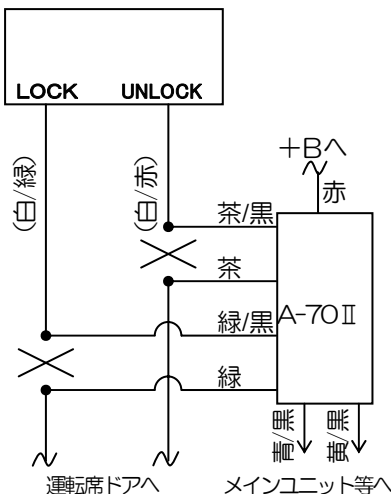 LOCK
UNLOCK
(白/緑)
(白/赤)
+Bへ
赤
茶/黒
茶
緑/黒
緑
A-70Ⅱ
青/黒
黄/黒
運転席ドアへ
メインユニット等へ